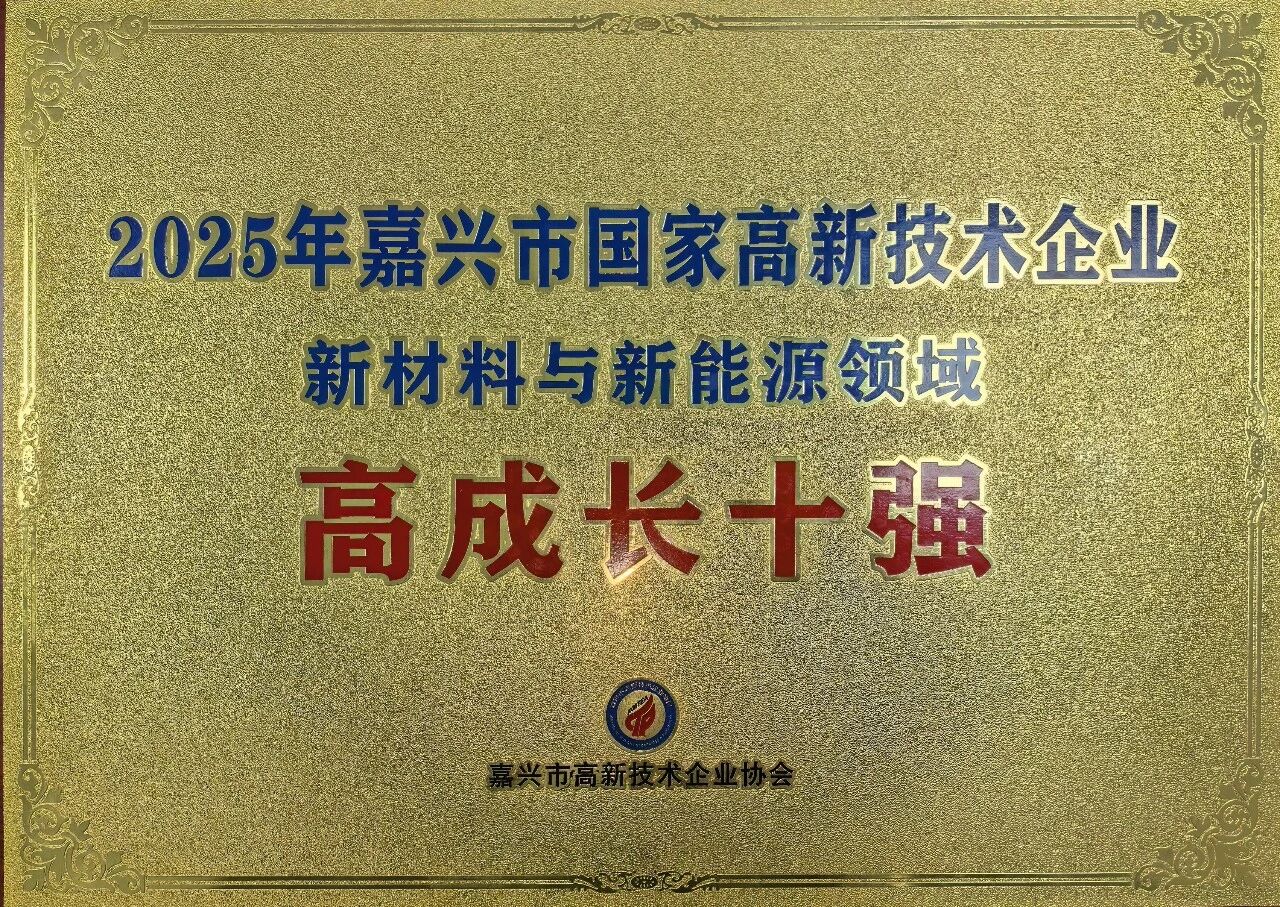 2025年嘉兴市国家高新技术企业
新材料与新能源领域
高成长十强
嘉兴市高新技术企业协会